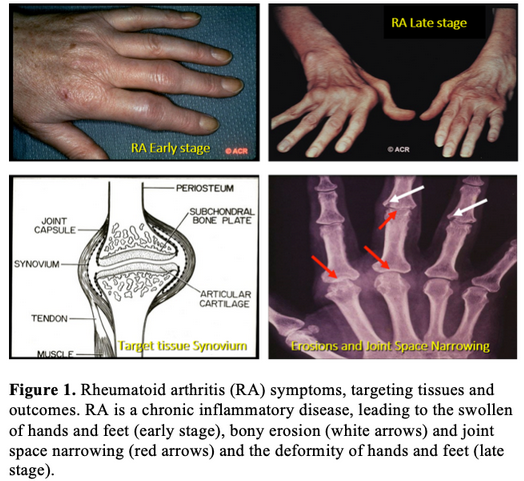 RA Early stage
© ACR
RA Late stage
© ACR
PERIOSTEUM
SUBCHONDRAL
BONE PLATE
JOINT
CAPSULE
SYNOVIUM
ARTICULAR
CARTILAGE
TENDON
Target tissue Synovium
MUSCLE
Erosions and Joint Space Narrowing
Figure 1. Rheumatoid arthritis (RA) symptoms, targeting tissues and
outcomes. RA is a chronic inflammatory disease, leading to the swollen
of hands and feet (early stage), bony erosion (white arrows) and joint
space narrowing (red arrows) and the deformity of hands and feet (late
stage).